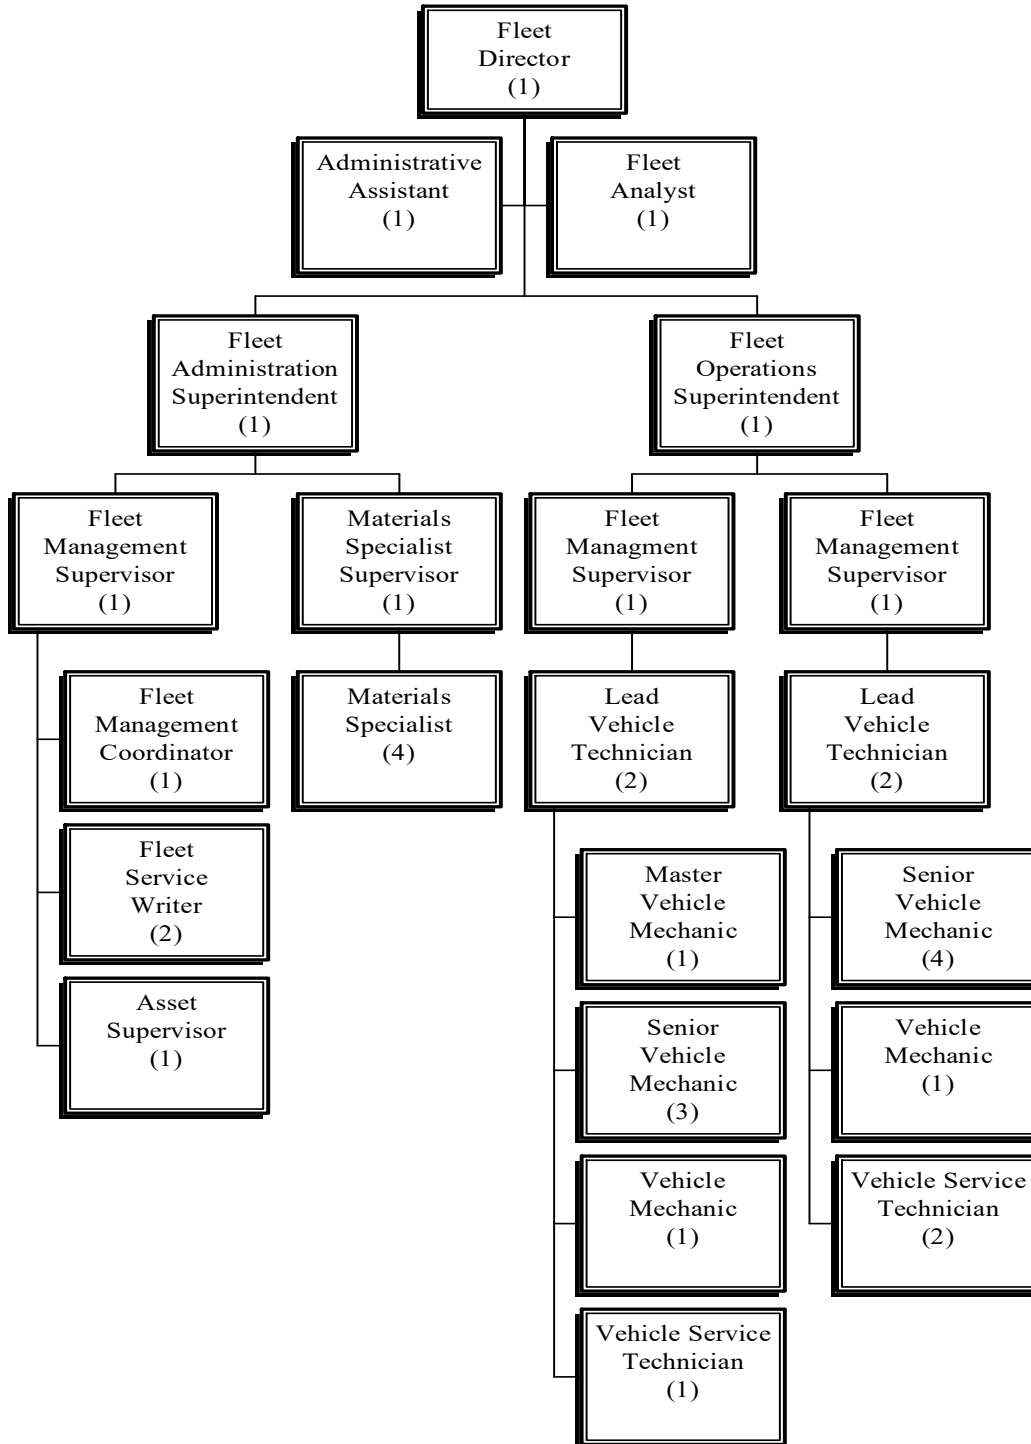 Fleet
Director
(1)
Administrative
Assistant
(1)
Fleet
Analyst
(1)
Fleet
Administration
Superintendent
(1)
Fleet
Operations
Superintendent
(1)
Fleet
Management
Supervisor
(1)
Materials
Specialist
Supervisor
(1)
Fleet
Managment
Supervisor
(1)
Fleet
Management
Supervisor
(1)
Fleet
Management
Coordinator
(1)
Fleet
Service
Writer
(2)
Asset
Supervisor
(1)
Materials
Specialist
(4)
Lead
Vehicle
Technician
(2)
Master
Vehicle
Mechanic
(1)
Senior
Vehicle
Mechanic
(3)
Vehicle
Mechanic
(1)
Vehicle Service
Technician
(1)
Lead
Vehicle
Technician
(2)
Senior
Vehicle
Mechanic
(4)
Vehicle
Mechanic
(1)
Vehicle Service
Technician
(2)